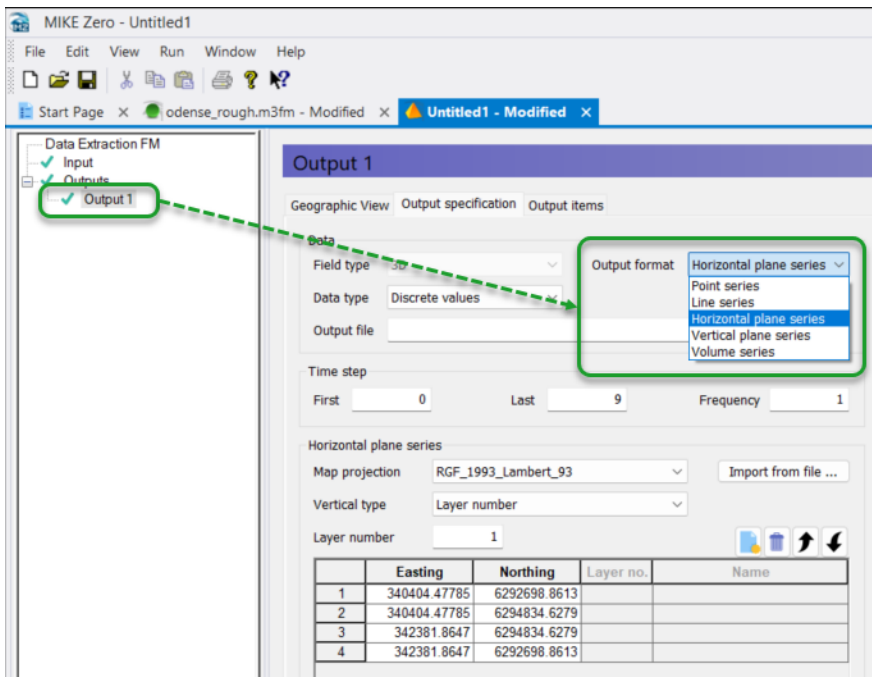 MIKE Zero - Untitled1
File Edit View Run Window Help
Start Page odense_rough.m3fm - Modified Untitled1 - Modified
Data Extraction FM
Input
Outputs
Output 1
Output 1
Geographic View Output specification Output items
Data
Field type 3D Output format Horizontal plane series
Point series
Line series
Horizontal plane series
Vertical plane series
Volume series
Data type Discrete values
Output file
Time step
First 0 Last 9 Frequency 1
Horizontal plane series
Map projection RGF_1993_Lambert_93 Import from file ...
Vertical type Layer number
Layer number 1
Easting Northing Layer no. Name
1 340404.47785 6292698.8613
2 340404.47785 6294834.6279
3 342381.8647 6294834.6279
4 342381.8647 6292698.8613